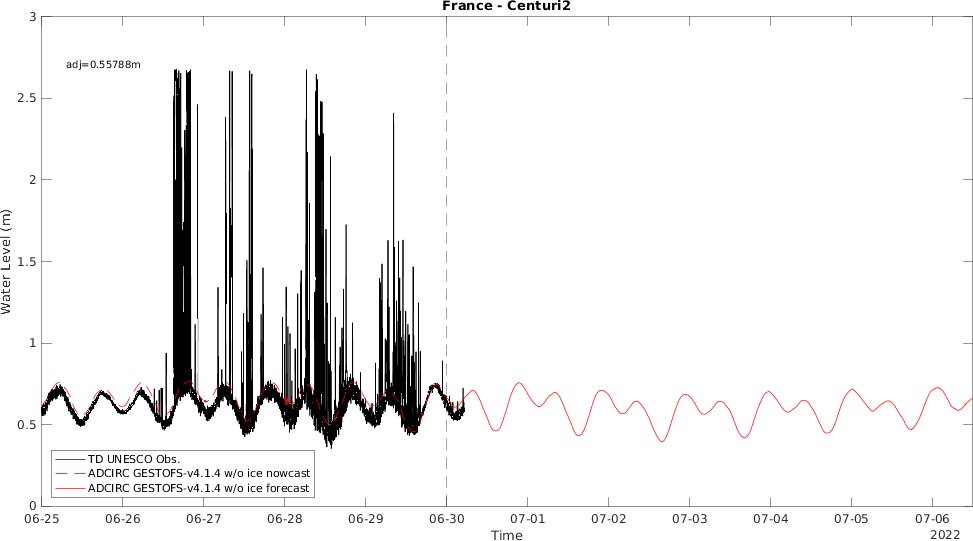 France - Centuri2
adj=0.55788m
Water Level (m)
3
2.5
2
1.5
1
0.5
0
TD UNESCO Obs.
ADCIRC GESTOFS-v4.1.4 w/o ice nowcast
ADCIRC GESTOFS-v4.1.4 w/o ice forecast
06-25 06-26 06-27 06-28 06-29 06-30 07-01 07-02 07-03 07-04 07-05 07-06
Time
2022